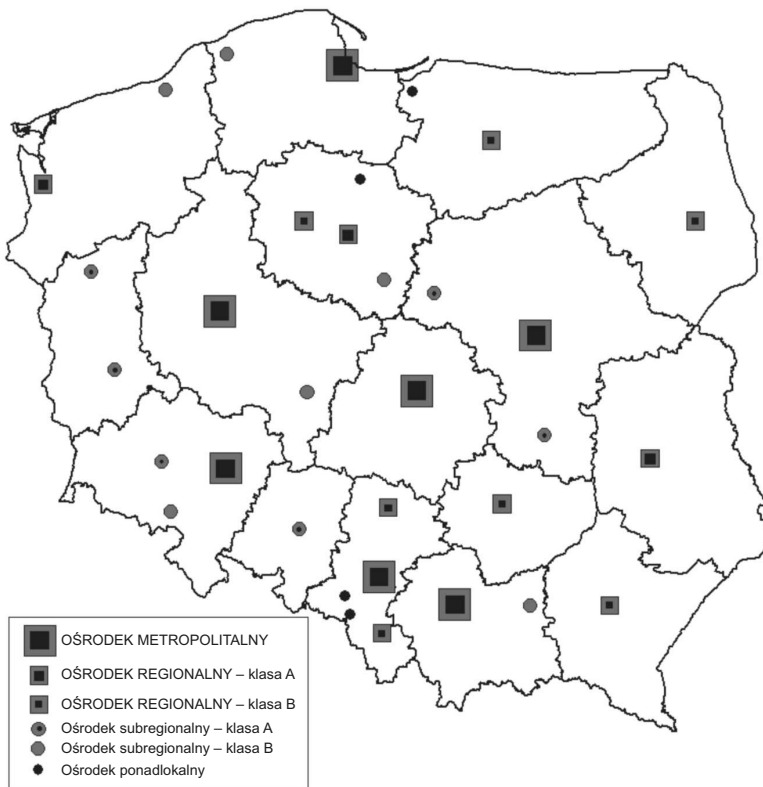 OŚRODEK METROPOLITALNY
OŚRODEK REGIONALNY – klasa A
OŚRODEK REGIONALNY – klasa B
Ośrodek subregionalny – klasa A
Ośrodek subregionalny – klasa B
Ośrodek ponadlokalny